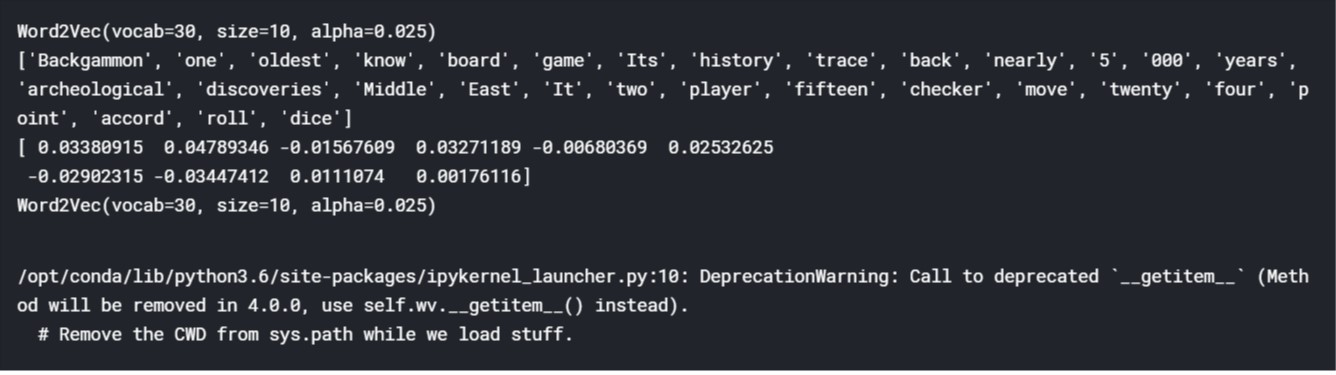 Word2Vec(vocab=30, size=10, alpha=0.025)
['Backgammon', 'one', 'oldest', 'know', 'board', 'game', 'Its', 'history', 'trace', 'back', 'nearly', '5', '000', 'years',
'archeological', 'discoveries', 'Middle', 'East', 'It', 'two', 'player', 'fifteen', 'checker', 'move', 'twenty', 'four', 'p
oint', 'accord', 'roll', 'dice']
[ 0.03380915  0.04789346 -0.01567609  0.03271189 -0.00680369  0.02532625
 -0.02902315 -0.03447412  0.0111074   0.00176116]
Word2Vec(vocab=30, size=10, alpha=0.025)
/opt/conda/lib/python3.6/site-packages/ipykernel_launcher.py:10: DeprecationWarning: Call to deprecated `__getitem__` (Meth
od will be removed in 4.0.0, use self.wv.__getitem__() instead).
  # Remove the CWD from sys.path while we load stuff.